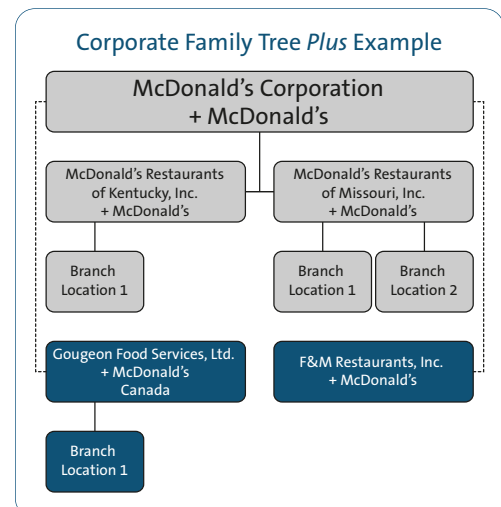 Corporate Family Tree Plus Example
McDonald's Corporation
+ McDonald's
McDonald's Restaurants
of Kentucky, Inc.
+ McDonald's
McDonald's Restaurants
of Missouri, Inc.
+ McDonald's
Branch
Location 1
Branch
Location 1
Branch
Location 2
Gougeon Food Services, Ltd.
+ McDonald's
Canada
F&M Restaurants, Inc.
+ McDonald's
Branch
Location 1